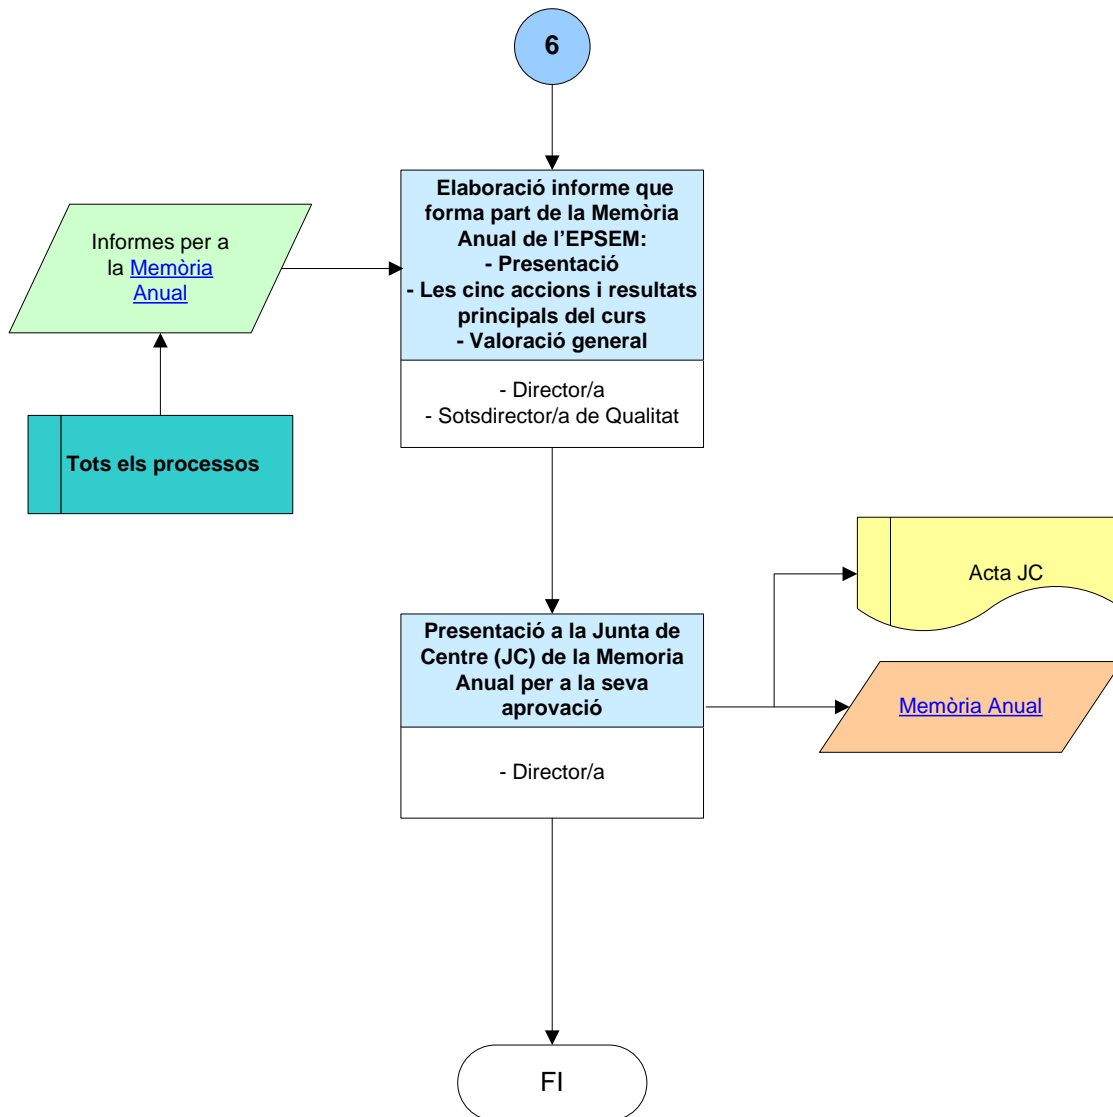 6
Elaboració informe que
forma part de la Memòria
Anual de l’EPSEM:
- Presentació
- Les cinc accions i resultats
principals del curs
- Valoració general
- Director/a
- Sotsdirector/a de Qualitat
Informes per a
la Memòria
Anual
Tots els processos
Presentació a la Junta de
Centre (JC) de la Memoria
Anual per a la seva
aprovació
- Director/a
Acta JC
Memòria Anual
FI